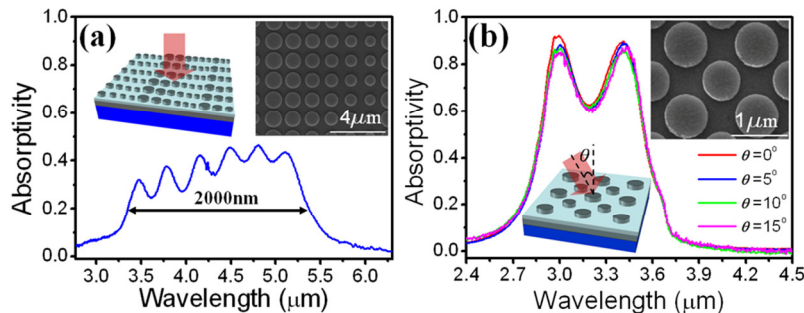 (a)
4μm
2000nm
Absorptivity
1.0
0.8
0.6
0.4
0.2
0.0
3.0 3.5 4.0 4.5 5.0 5.5 6.0
Wavelength (μm)
(b)
1μm
θ
θ=0°
θ=5°
θ=10°
θ=15°
Absorptivity
1.0
0.8
0.6
0.4
0.2
0.0
2.4 2.7 3.0 3.3 3.6 3.9 4.2 4.5
Wavelength (μm)